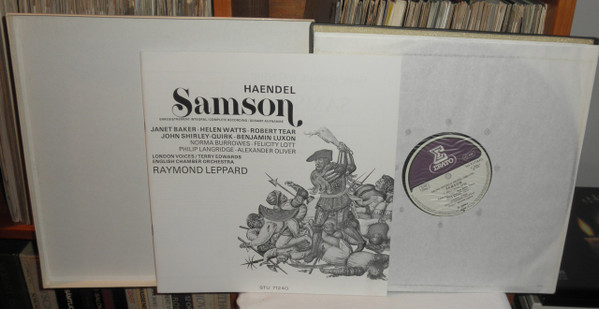 HAENDEL
Samson
JANET BAKER · HELEN WATTS · ROBERT TEAR
JOHN SHIRLEY-QUIRK · BENJAMIN LUXON
NORMA BURROWES · FELICITY LOTT
PHILIP LANGRIDGE · ALEXANDER OLIVER
LONDON VOICES / TERRY EDWARDS
ENGLISH CHAMBER ORCHESTRA
RAYMOND LEPPARD
ERATO